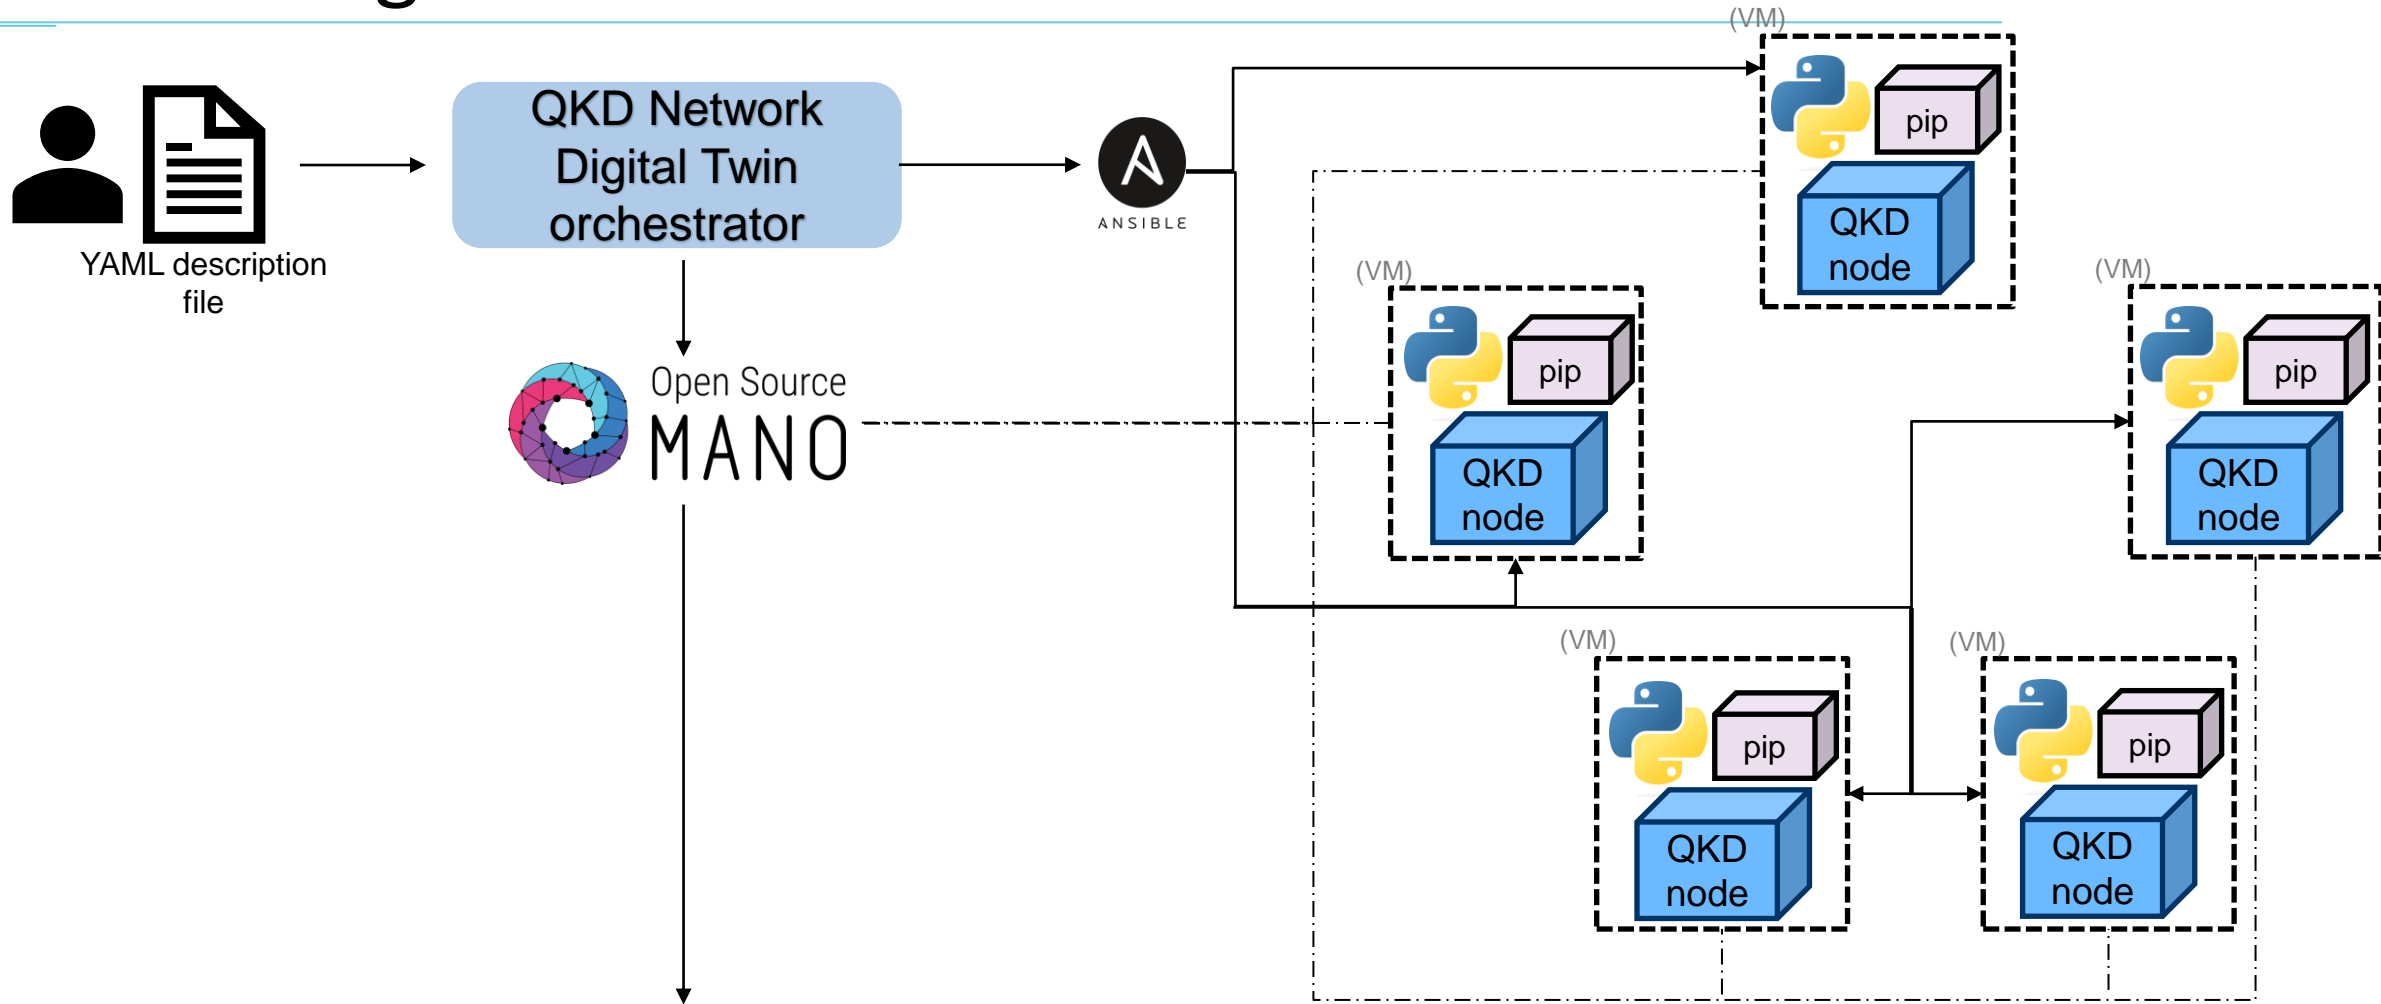 (VM)
QKD Network
Digital Twin
orchestrator
ANSIBLE
YAML description
file
pip
QKD
node
(VM)
pip
QKD
node
(VM)
pip
QKD
node
Open Source
MANO
(VM)
pip
QKD
node
(VM)
pip
QKD
node